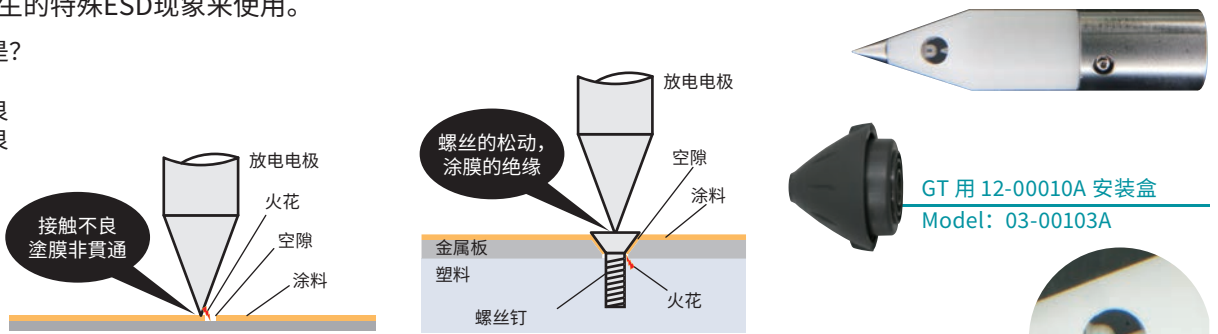 生的特殊ESD现象来使用。
是？
良
良
接触不良
塗膜非貫通
放电电极
火花
空隙
涂料
螺丝的松动，
涂膜的绝缘
放电电极
空隙
涂料
金属板
塑料
螺丝钉
火花
GT 用 12-00010A 安装盒
Model：03-00103A